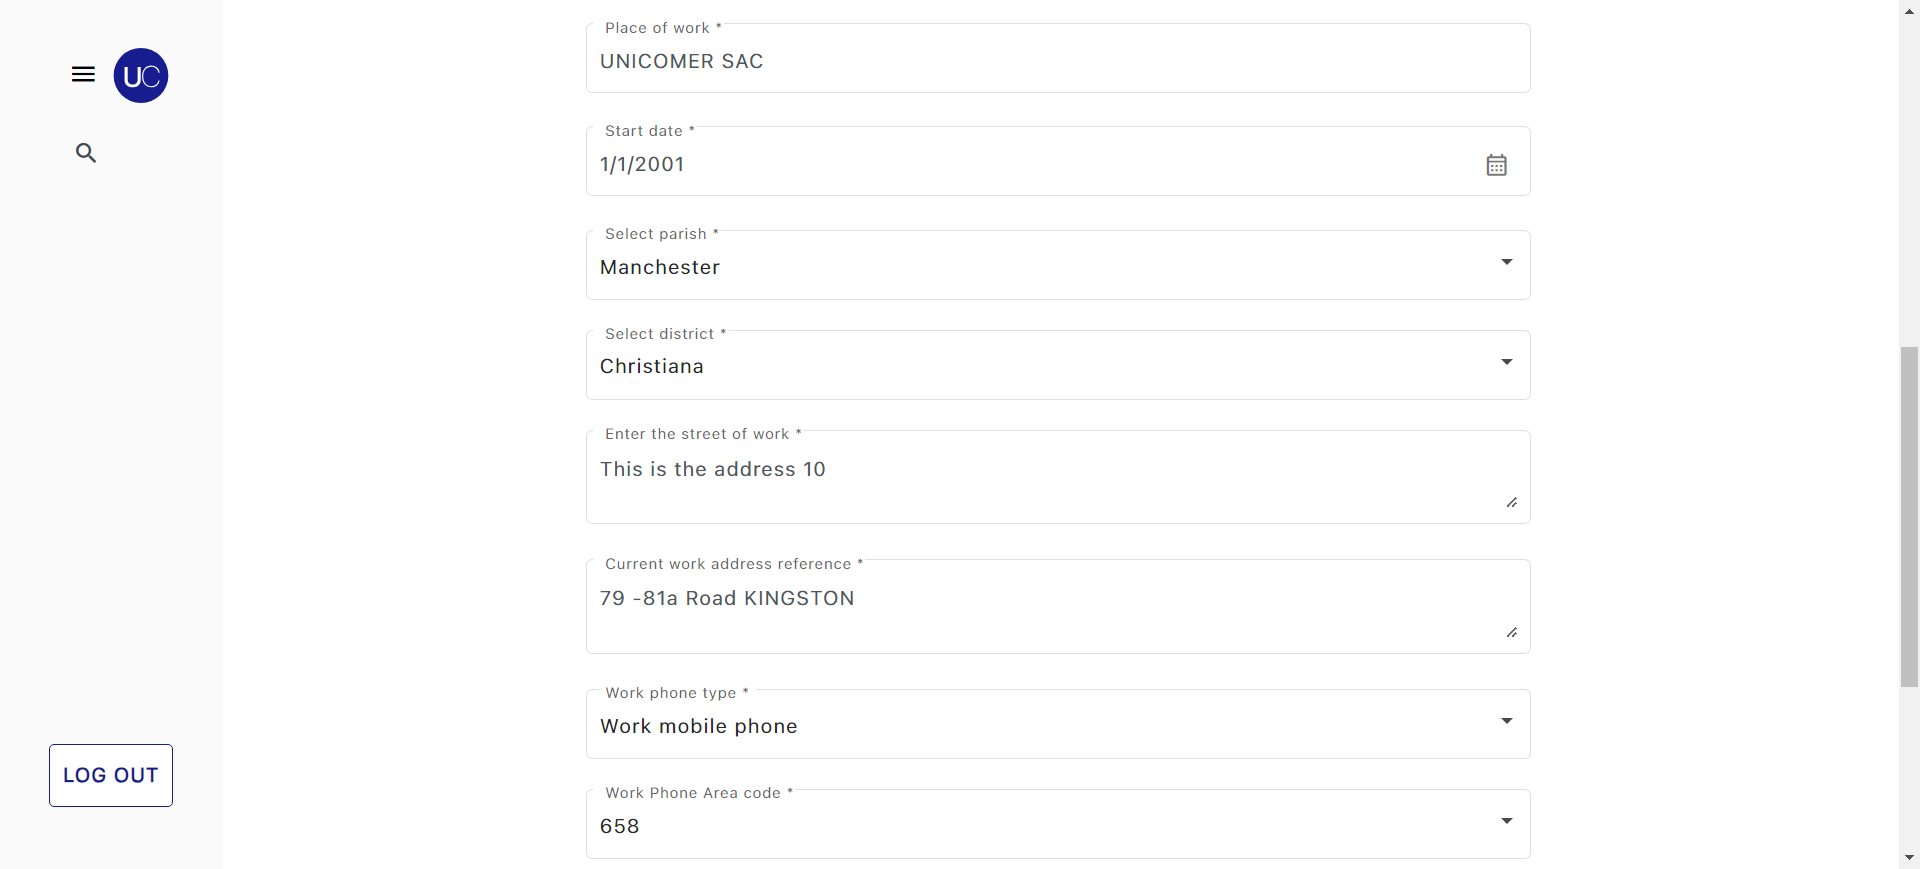 UC
LOG OUT
Place of work *
UNICOMER SAC
Start date *
1/1/2001
Select parish *
Manchester
Select district *
Christiana
Enter the street of work *
This is the address 10
Current work address reference *
79 -81a Road KINGSTON
Work phone type *
Work mobile phone
Work Phone Area code *
658